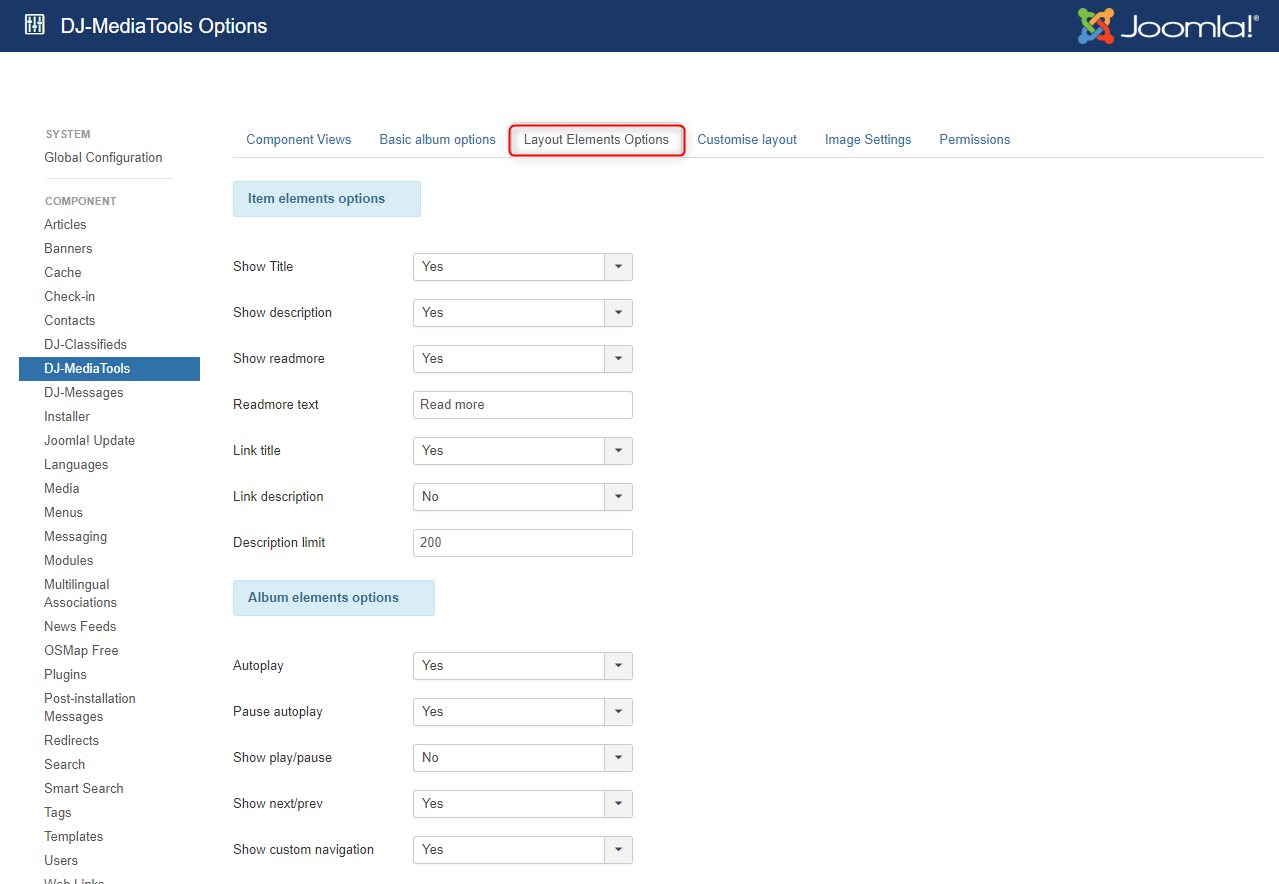 DJ-MediaTools Options
Joomla!®
SYSTEM
Global Configuration
COMPONENT
Articles
Banners
Cache
Check-in
Contacts
DJ-Classifieds
DJ-MediaTools
DJ-Messages
Installer
Joomla! Update
Languages
Media
Menus
Messaging
Modules
Multilingual
Associations
News Feeds
OSMap Free
Plugins
Post-installation
Messages
Redirects
Search
Smart Search
Tags
Templates
Users
Web Links
Component Views Basic album options Layout Elements Options Customise layout Image Settings Permissions
Item elements options
Show Title Yes
Show description Yes
Show readmore Yes
Readmore text Read more
Link title Yes
Link description No
Description limit 200
Album elements options
Autoplay Yes
Pause autoplay Yes
Show play/pause No
Show next/prev Yes
Show custom navigation Yes